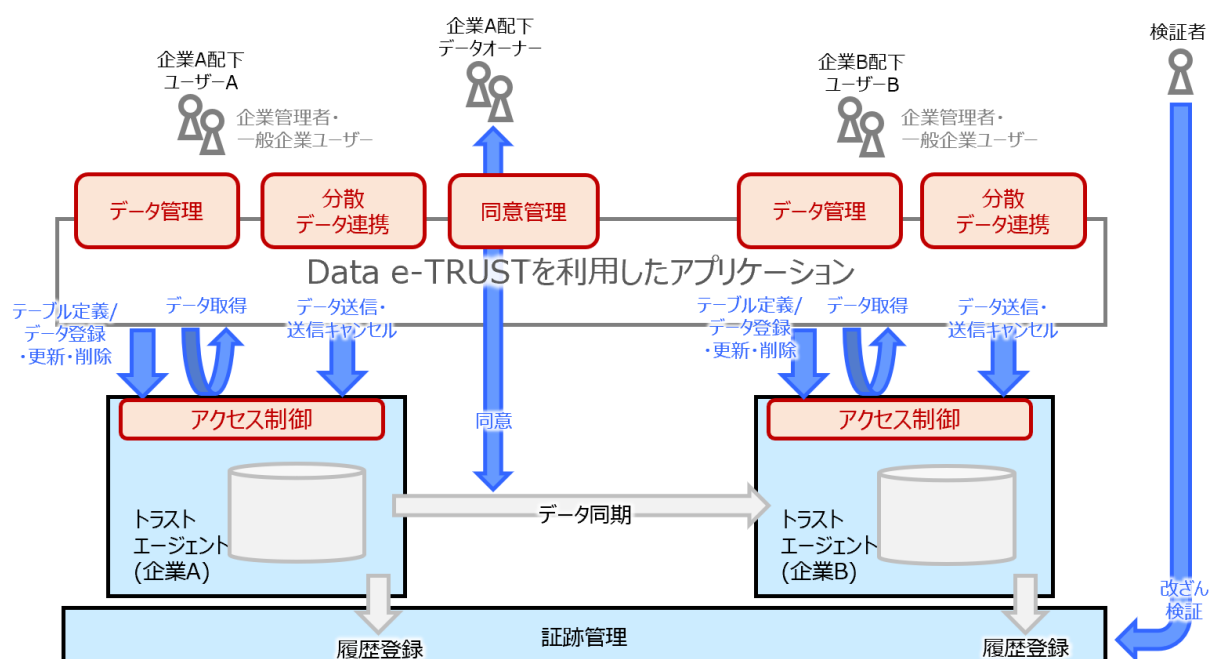 企業A配下
データオーナー
検証者
企業A配下
ユーザーA
企業管理者・
一般企業ユーザー
企業B配下
ユーザーB
企業管理者・
一般企業ユーザー
データ管理
分散
データ連携
同意管理
データ管理
分散
データ連携
Data e-TRUSTを利用したアプリケーション
テーブル定義/
データ登録
・更新・削除
データ取得
データ送信・
送信キャンセル
テーブル定義/
データ登録
・更新・削除
データ取得
データ送信・
送信キャンセル
アクセス制御
同意
アクセス制御
トラスト
エージェント
(企業A)
データ同期
トラスト
エージェント
(企業B)
改ざん
検証
履歴登録
証跡管理
履歴登録